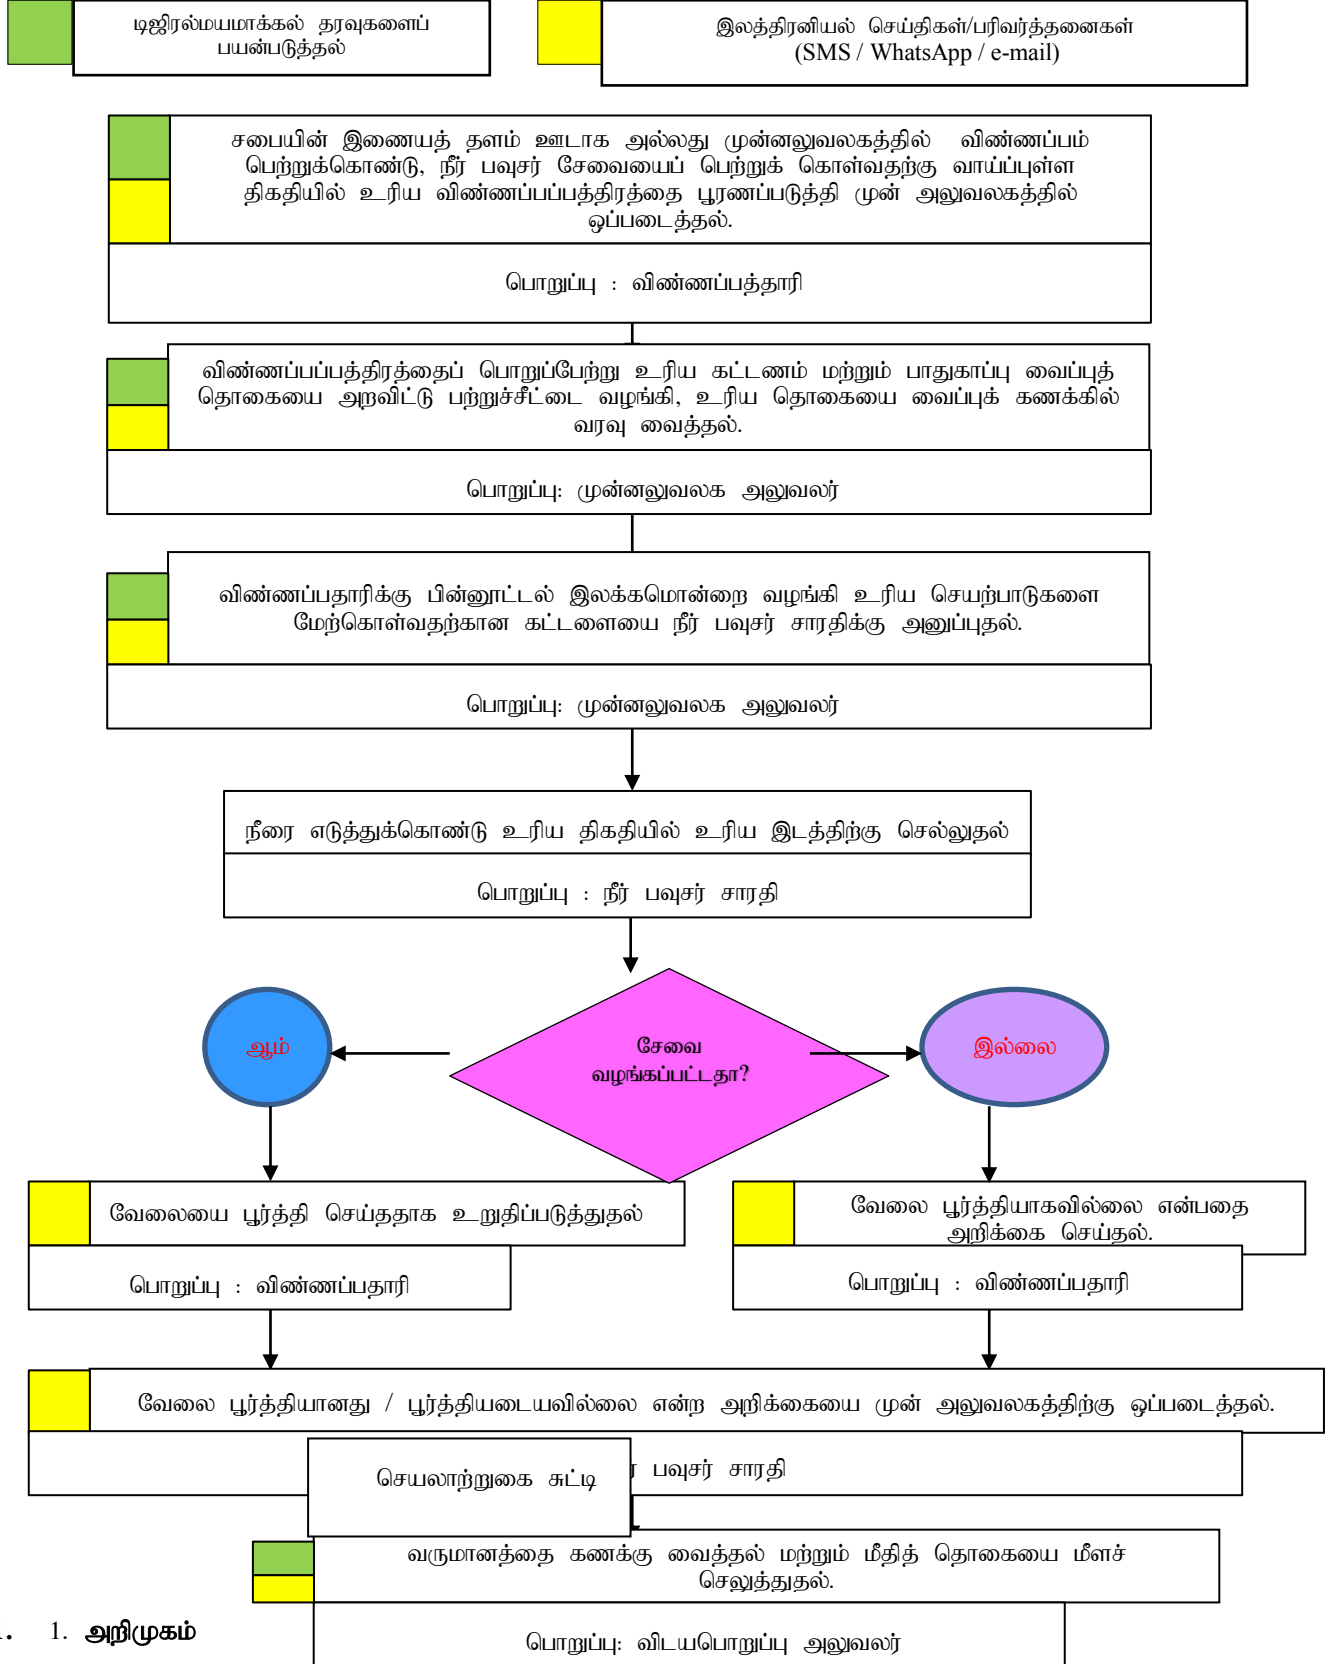 டிஜிரல்மயமாக்கல் தரவுகளைப்
பயன்படுத்தல்
இலத்திரனியல் செய்திகள்/பரிவர்த்தனைகள்
(SMS / WhatsApp / e-mail)
சபையின் இணையத் தளம் ஊடாக அல்லது முன்னலுவலகத்தில் விண்ணப்பம்
பெற்றுக்கொண்டு, நீர் பவுசர் சேவையைப் பெற்றுக் கொள்வதற்கு வாய்ப்புள்ள
திகதியில் உரிய விண்ணப்பப்பத்திரத்தை பூரணப்படுத்தி முன் அலுவலகத்தில்
ஒப்படைத்தல்.
பொறுப்பு : விண்ணப்பத்தாரி
விண்ணப்பப்பத்திரத்தைப் பொறுப்பேற்று உரிய கட்டணம் மற்றும் பாதுகாப்பு வைப்புத்
தொகையை அறவிட்டு பற்றுச்சீட்டை வழங்கி, உரிய தொகையை வைப்புக் கணக்கில்
வரவு வைத்தல்.
பொறுப்பு: முன்னலுவலக அலுவலர்
விண்ணப்பதாரிக்கு பின்னூட்டல் இலக்கமொன்றை வழங்கி உரிய செயற்பாடுகளை
மேற்கொள்வதற்கான கட்டளையை நீர் பவுசர் சாரதிக்கு அனுப்புதல்.
பொறுப்பு: முன்னலுவலக அலுவலர்
நீரை எடுத்துக்கொண்டு உரிய திகதியில் உரிய இடத்திற்கு செல்லுதல்
பொறுப்பு : நீர் பவுசர் சாரதி
ஆம்
சேவை
வழங்கப்பட்டதா?
இல்லை
வேலையை பூர்த்தி செய்ததாக உறுதிப்படுத்துதல்
பொறுப்பு : விண்ணப்பதாரி
வேலை பூர்த்தியாகவில்லை என்பதை
அறிக்கை செய்தல்.
பொறுப்பு : விண்ணப்பதாரி
வேலை பூர்த்தியானது / பூர்த்தியடையவில்லை என்ற அறிக்கையை முன் அலுவலகத்திற்கு ஒப்படைத்தல்.
பவுசர் சாரதி
செயலாற்றுகை சுட்டி
வருமானத்தை கணக்கு வைத்தல் மற்றும் மீதித் தொகையை மீளச்
செலுத்துதல்.
பொறுப்பு: விடயபொறுப்பு அலுவலர்
1. அறிமுகம்